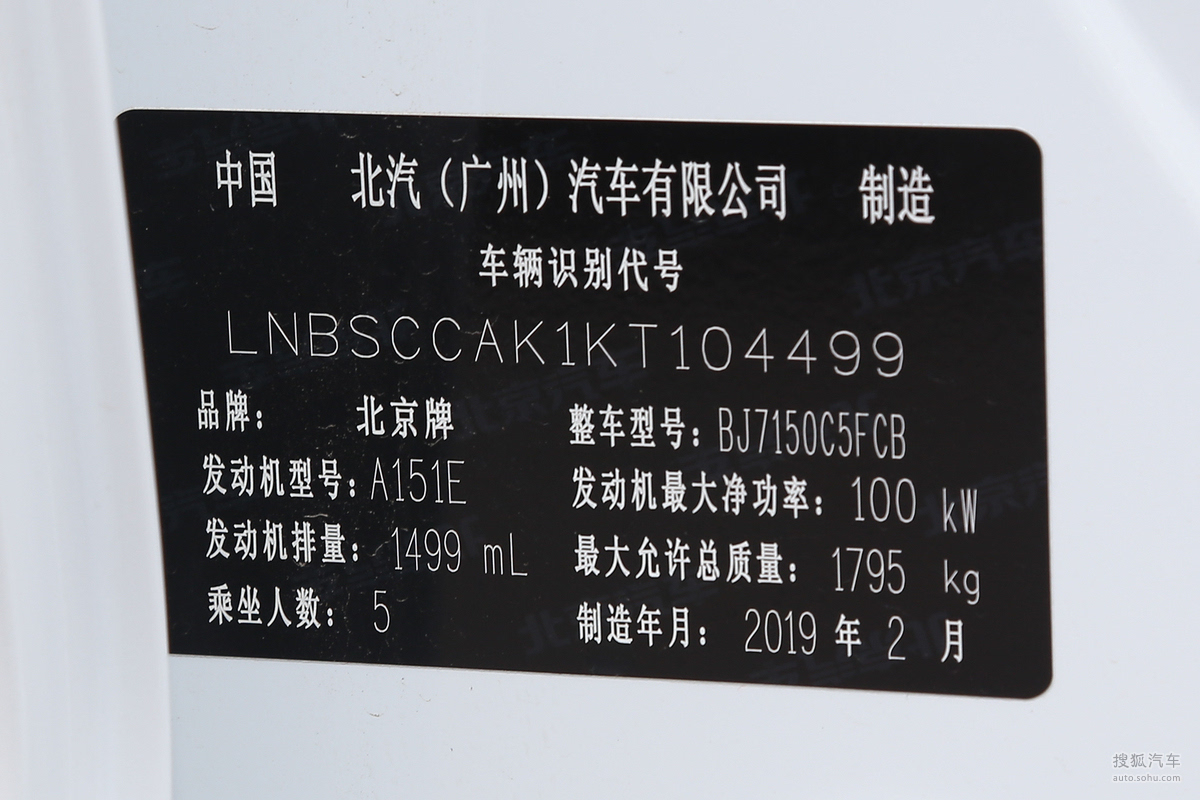 中国 北汽（广州）汽车有限公司 制造
车辆识别代号
LNBSCCAK1KT104499
品牌： 北京牌 整车型号：BJ7150C5FCB
发动机型号：A151E 发动机最大净功率：100 kW
发动机排量：1499 mL 最大允许总质量：1795 kg
乘坐人数：5 制造年月：2019 年 2 月
搜狐汽车
auto.sohu.com